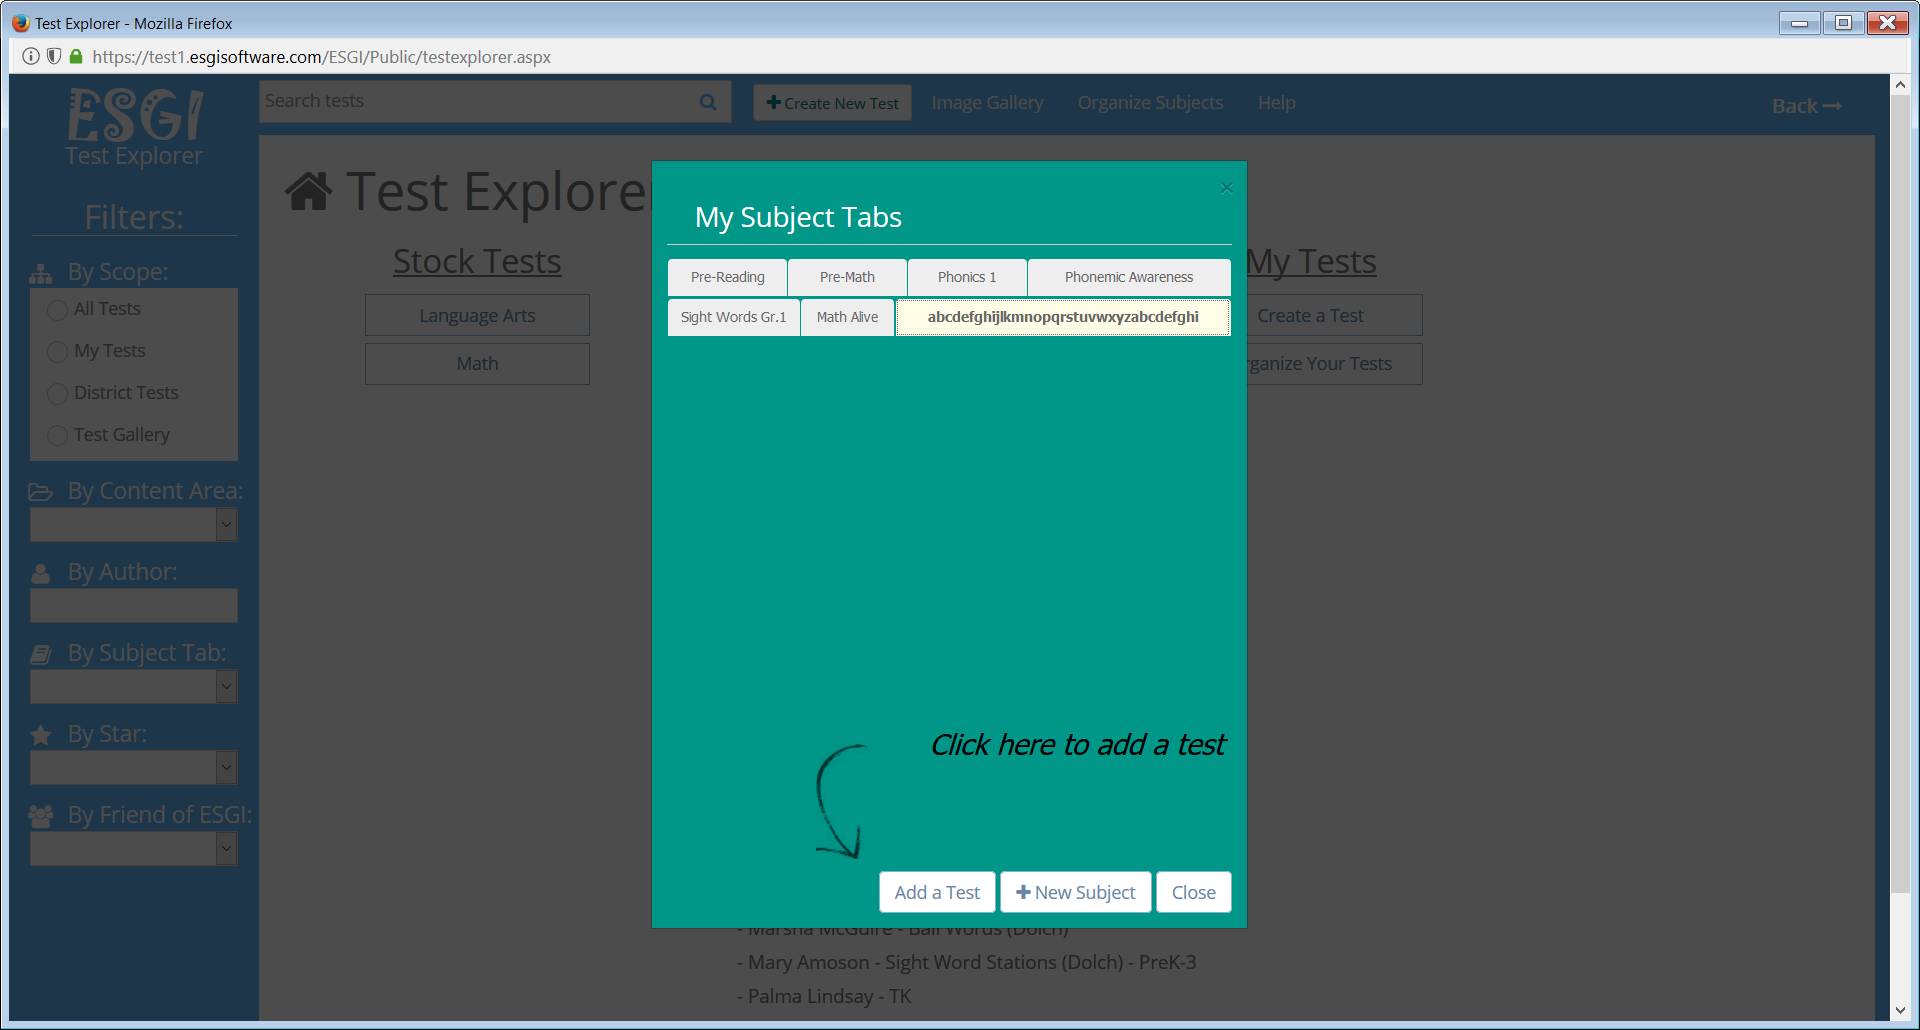 Test Explorer - Mozilla Firefox
https://test1.esgisoftware.com/ESGI/Public/testexplorer.aspx
ESGI
Test Explorer
Search tests
Create New Test
Image Gallery
Organize Subjects
Help
Back
Filters:
By Scope:
All Tests
My Tests
District Tests
Test Gallery
By Content Area:
By Author:
By Subject Tab:
By Star:
By Friend of ESGI:
Test Explorer
Stock Tests
Language Arts
Math
My Tests
Create a Test
rganize Your Tests
My Subject Tabs
×
Pre-Reading
Pre-Math
Phonics 1
Phonemic Awareness
Sight Words Gr.1
Math Alive
abcdefghijlkmnopqrstuvwxyzabcdefghi
Click here to add a test
Add a Test
New Subject
Close
- Marsha McGuire - Ball Words (Dolch)
- Mary Amoson - Sight Word Stations (Dolch) - PreK-3
- Palma Lindsay - TK